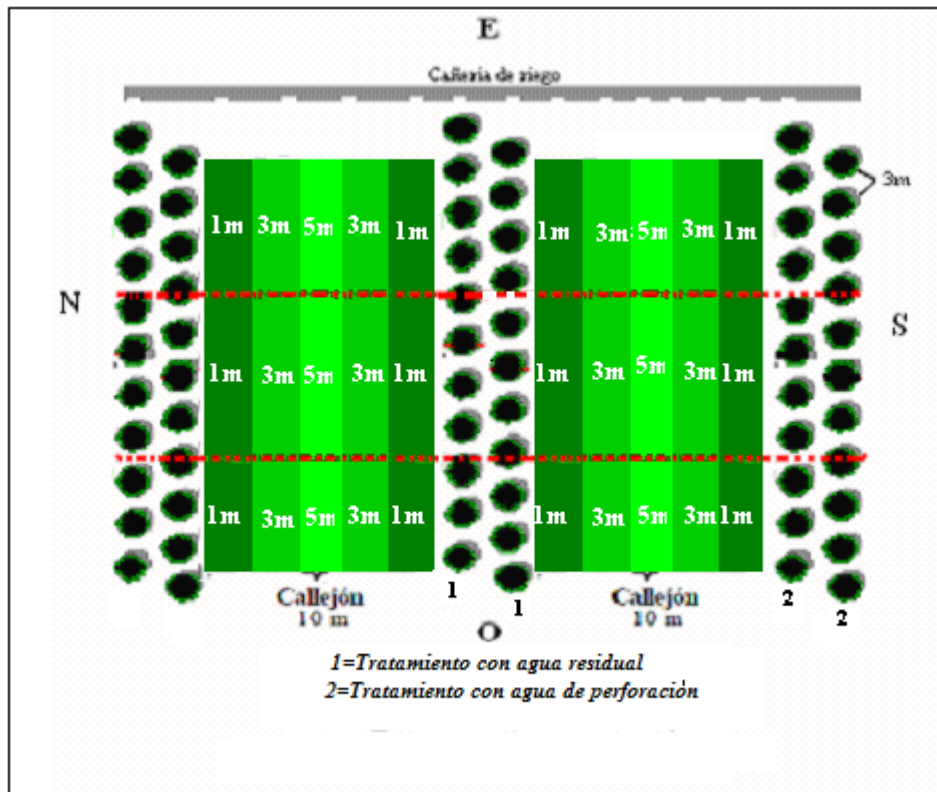 E
Cañeria de riego
3m
1m 3m 5m 3m 1m 1m 3m 5m 3m 1m
N
S
1m 3m 5m 3m 1m 1m 3m 5m 3m 1m
1m 3m 5m 3m 1m 1m 3m 5m 3m 1m
Callejón 1 1 Callejón 2 2
10 m 10 m
O
1=Tratamiento con agua residual
2=Tratamiento con agua de perforación